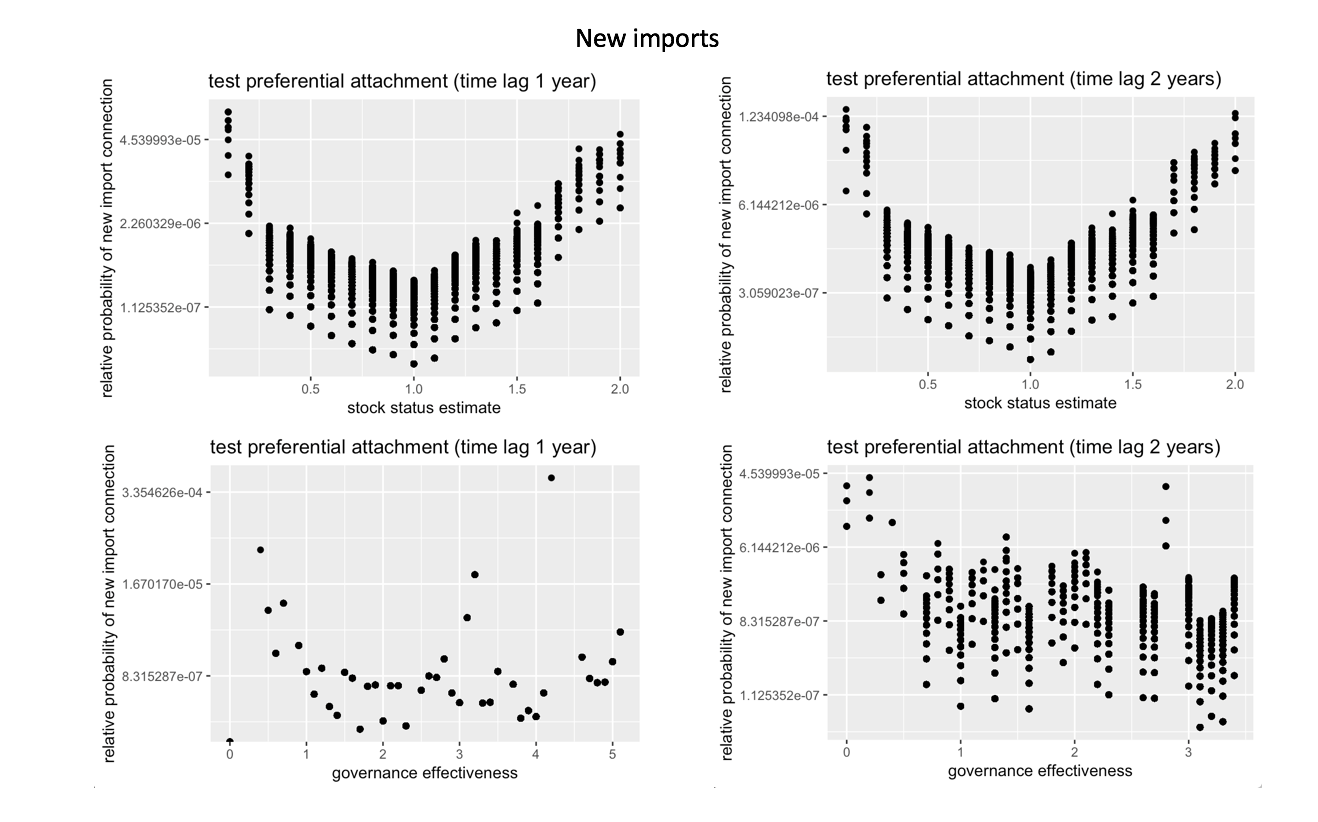 New imports
test preferential attachment (time lag 1 year)
relative probability of new import connection
4.539993e-05
2.260329e-06
1.125352e-07
0.5 1.0 1.5 2.0
stock status estimate
test preferential attachment (time lag 2 years)
relative probability of new import connection
1.234098e-04
6.144212e-06
3.059023e-07
0.5 1.0 1.5 2.0
stock status estimate
test preferential attachment (time lag 1 year)
relative probability of new import connection
3.354626e-04
1.670170e-05
8.315287e-07
0 1 2 3 4 5
governance effectiveness
test preferential attachment (time lag 2 years)
relative probability of new import connection
4.539993e-05
6.144212e-06
8.315287e-07
1.125352e-07
0 1 2 3
governance effectiveness